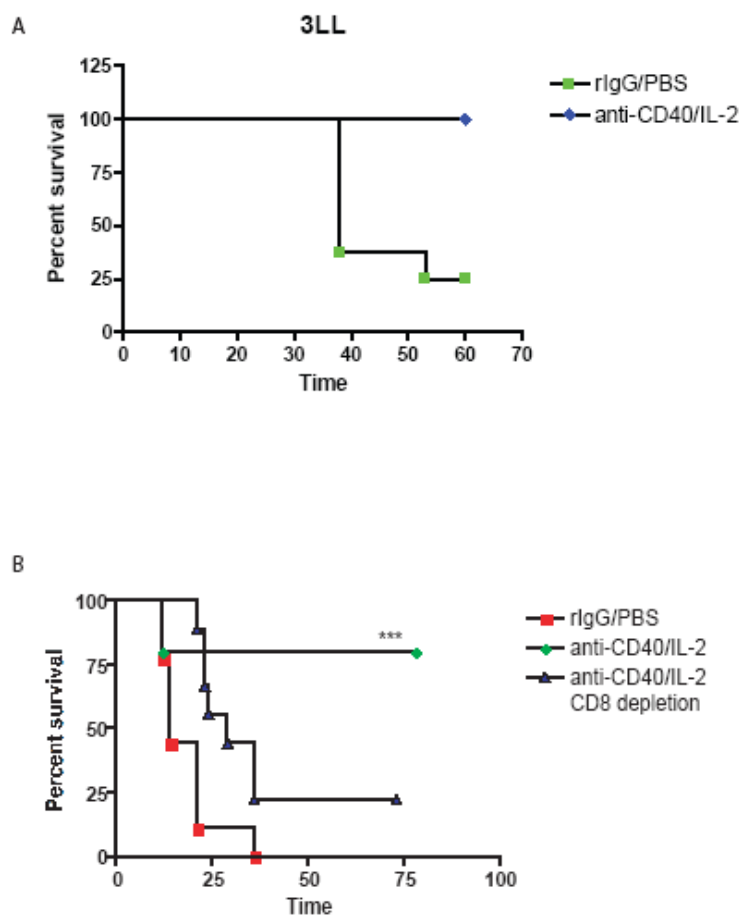 A
3LL
125
100
75
50
25
0
Percent survival
0 10 20 30 40 50 60 70
Time
rIgG/PBS
anti-CD40/IL-2
B
100
75
50
25
0
Percent survival
***
0 25 50 75 100
Time
rIgG/PBS
anti-CD40/IL-2
anti-CD40/IL-2
CD8 depletion